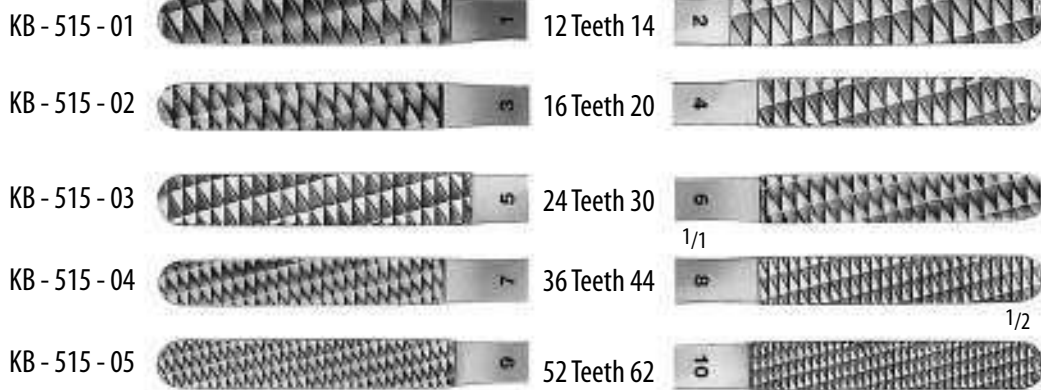 KB - 515 - 01 1 12 Teeth 14 2
KB - 515 - 02 3 16 Teeth 20 4
KB - 515 - 03 5 24 Teeth 30 6
1/1
KB - 515 - 04 7 36 Teeth 44 8
1/2
KB - 515 - 05 9 52 Teeth 62 10